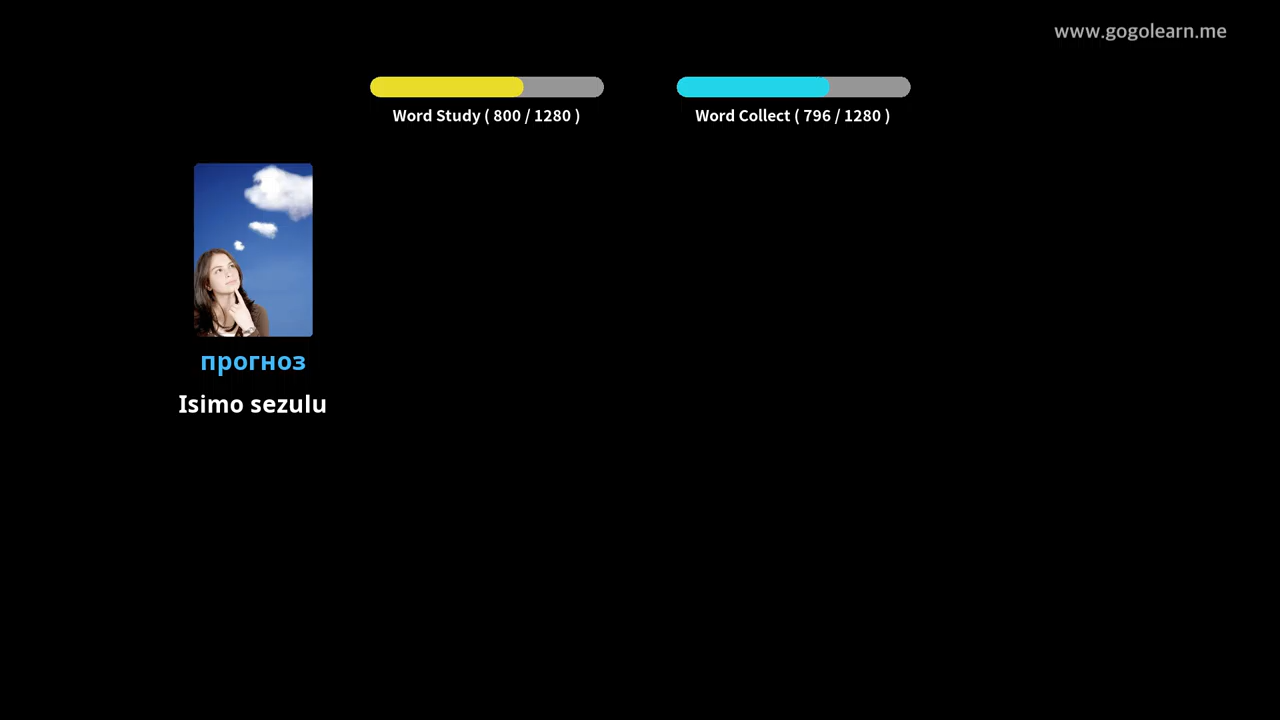 www.gogolearn.me
Word Study ( 800 / 1280 )
Word Collect ( 796 / 1280 )
прогноз
Isimo sezulu